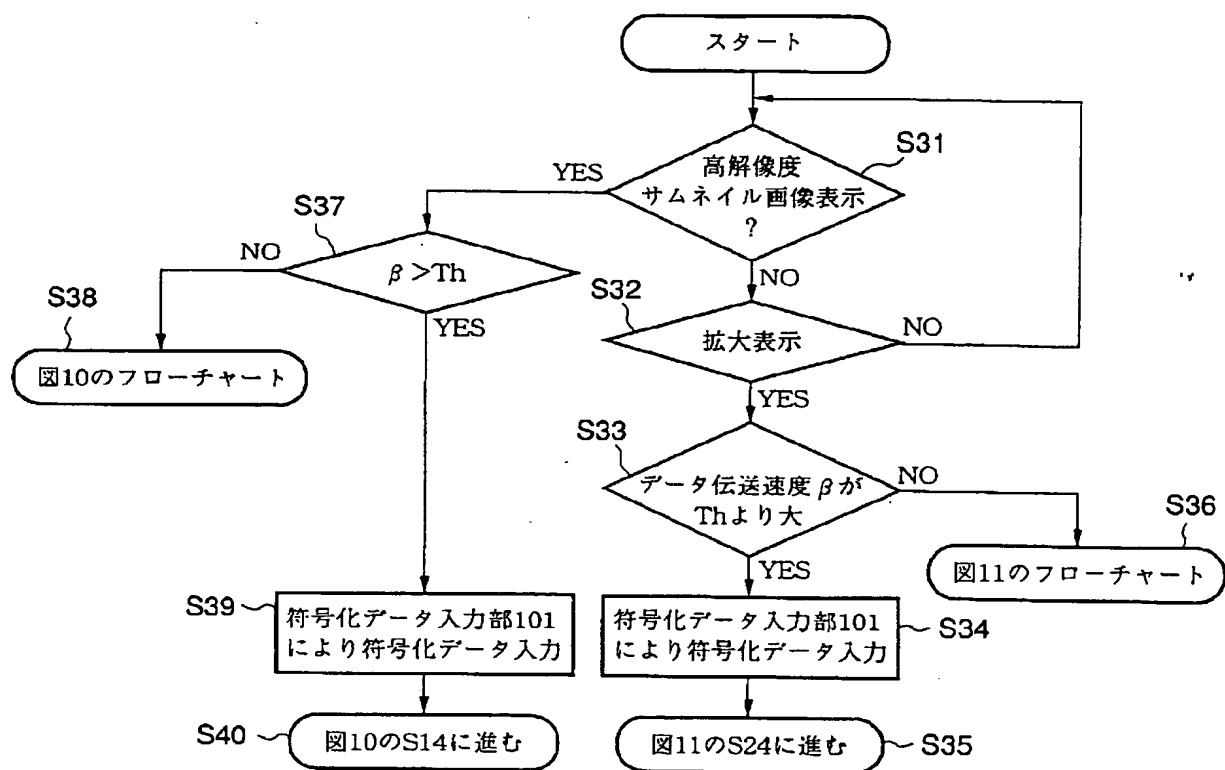 スタート
S31
高解像度
サムネイル画像表示
?
YES
NO
S37
β>Th
NO
YES
S38
図10のフローチャート
S32
拡大表示
NO
YES
S33
データ伝送速度βが
Thより大
NO
YES
S36
図11のフローチャート
S39
符号化データ入力部101
により符号化データ入力
符号化データ入力部101
により符号化データ入力
S34
S40
図10のS14に進む
図11のS24に進む
S35